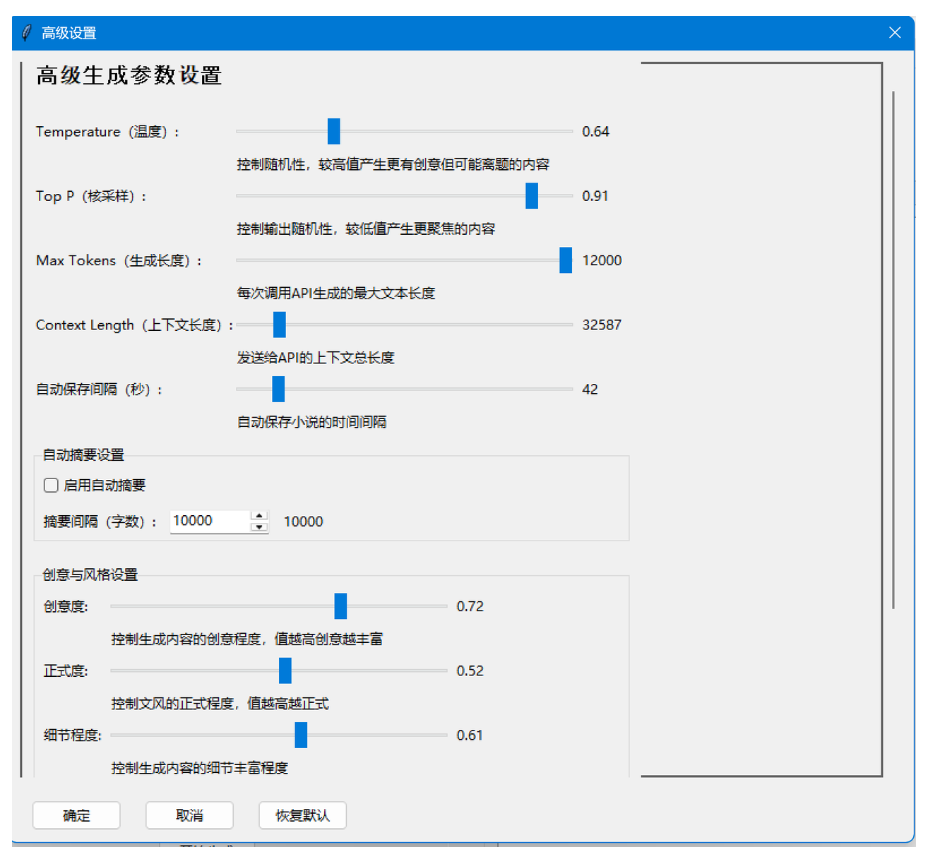 高级设置
高级生成参数设置
Temperature（温度）: 0.64
控制随机性，较高值产生更有创意但可能离题的内容
Top P（核采样）: 0.91
控制输出随机性，较低值产生更聚焦的内容
Max Tokens（生成长度）: 12000
每次调用API生成的最大文本长度
Context Length（上下文长度）: 32587
发送给API的上下文总长度
自动保存间隔（秒）: 42
自动保存小说的时间间隔
自动摘要设置
启用自动摘要
摘要间隔（字数）: 10000 10000
创意与风格设置
创意度: 0.72
控制生成内容的创意程度，值越高创意越丰富
正式度: 0.52
控制文风的正式程度，值越高越正式
细节程度: 0.61
控制生成内容的细节丰富程度
确定 取消 恢复默认